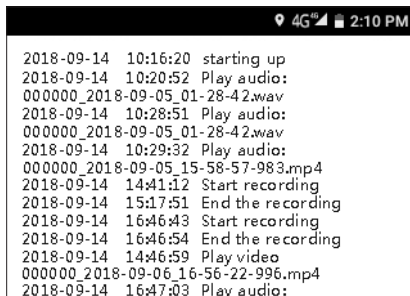 4G 4G 2:10 PM
2018-09-14 10:16:20 starting up
2018-09-14 10:20:52 Play audio:
000000_2018-09-05_01-28-42.wav
2018-09-14 10:28:51 Play audio:
000000_2018-09-05_01-28-42.wav
2018-09-14 10:29:32 Play audio:
000000_2018-09-05_15-58-57-983.mp4
2018-09-14 14:41:12 Start recording
2018-09-14 15:17:51 End the recording
2018-09-14 16:46:43 Start recording
2018-09-14 16:46:54 End the recording
2018-09-14 14:46:59 Play video
000000_2018-09-06_16-56-22-996.mp4
2018-09-14 16:47:03 Play audio: